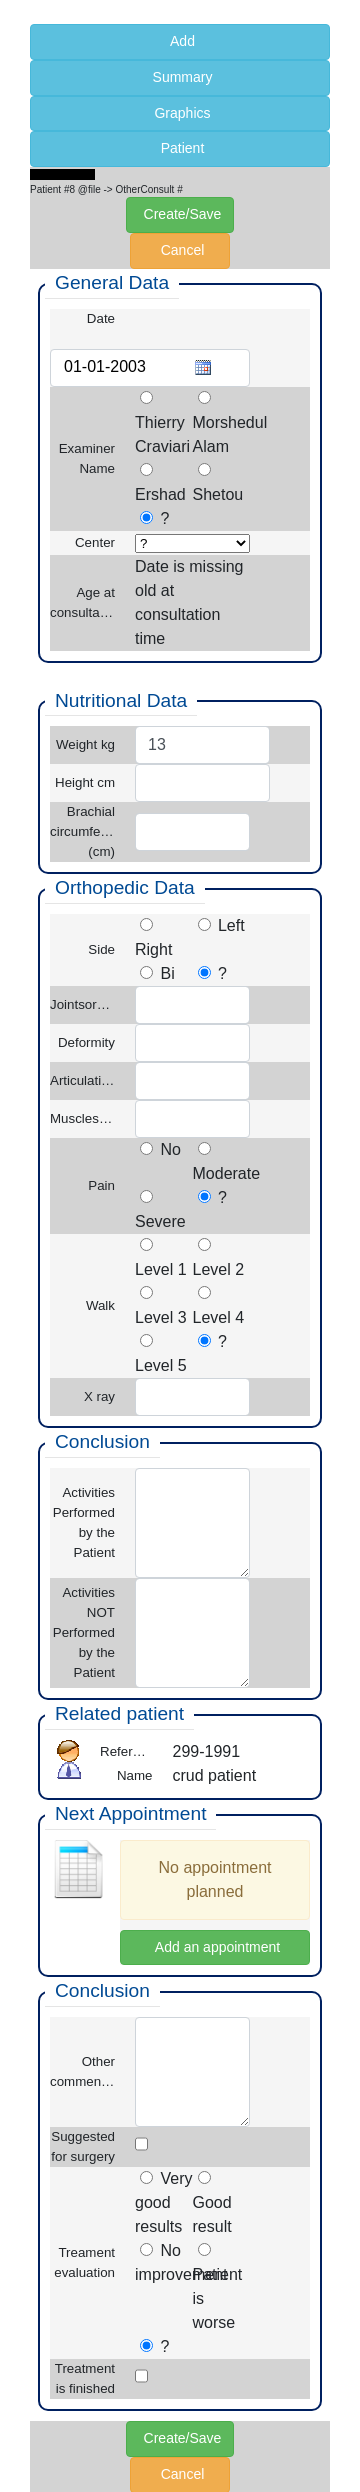 Add
Summary
Graphics
Patient
Patient #8 @file -> OtherConsult #
Create/Save
Cancel
General Data
Date
01-01-2003
Examiner Name
Thierry Craviari
Morshedul Alam
Ershad
Shetou
?
Center
?
Age at consulta…
Date is missing
old at
consultation
time
Nutritional Data
Weight kg
13
Height cm
Brachial
circumfe…
(cm)
Orthopedic Data
Side
Right
Left
Bi
?
Jointsor…
Deformity
Articulati…
Muscles…
Pain
No
Moderate
Severe
?
Walk
Level 1
Level 2
Level 3
Level 4
Level 5
?
X ray
Conclusion
Activities
Performed
by the
Patient
Activities
NOT
Performed
by the
Patient
Related patient
Refer…
299-1991
Name
crud patient
Next Appointment
No appointment
planned
Add an appointment
Conclusion
Other
commen…
Suggested
for surgery
Treament
evaluation
Very good results
Good result
No improvement
Patient is worse
?
Treatment
is finished
Create/Save
Cancel